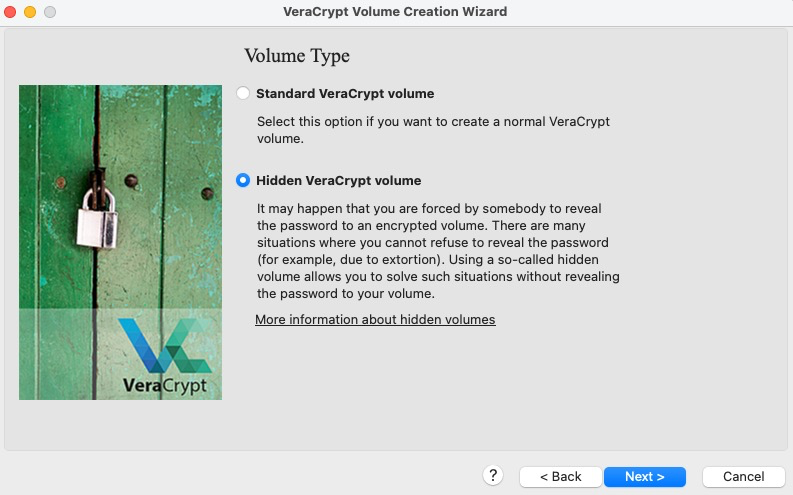 VeraCrypt Volume Creation Wizard
Volume Type
Standard VeraCrypt volume
Select this option if you want to create a normal VeraCrypt
volume.
Hidden VeraCrypt volume
It may happen that you are forced by somebody to reveal
the password to an encrypted volume. There are many
situations where you cannot refuse to reveal the password
(for example, due to extortion). Using a so-called hidden
volume allows you to solve such situations without revealing
the password to your volume.
More information about hidden volumes
VeraCrypt
? < Back Next > Cancel